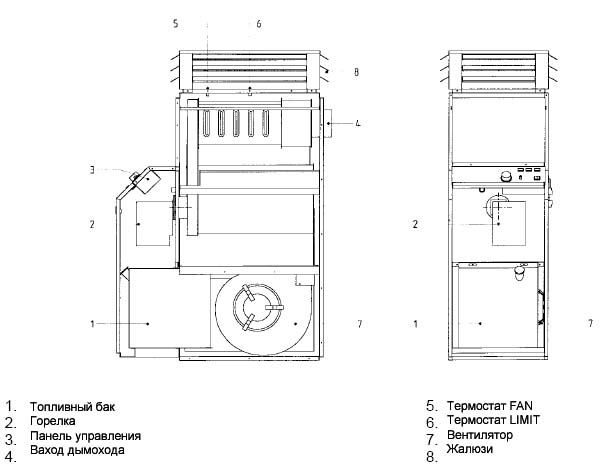 5 6
8
4
3
2 2
1 7 1 7
1. Топливный бак
2. Горелка
3. Панель управления
4. Ваход дымохода
5. Термостат FAN
6. Термостат LIMIT
7. Вентилятор
8. Жалюзи